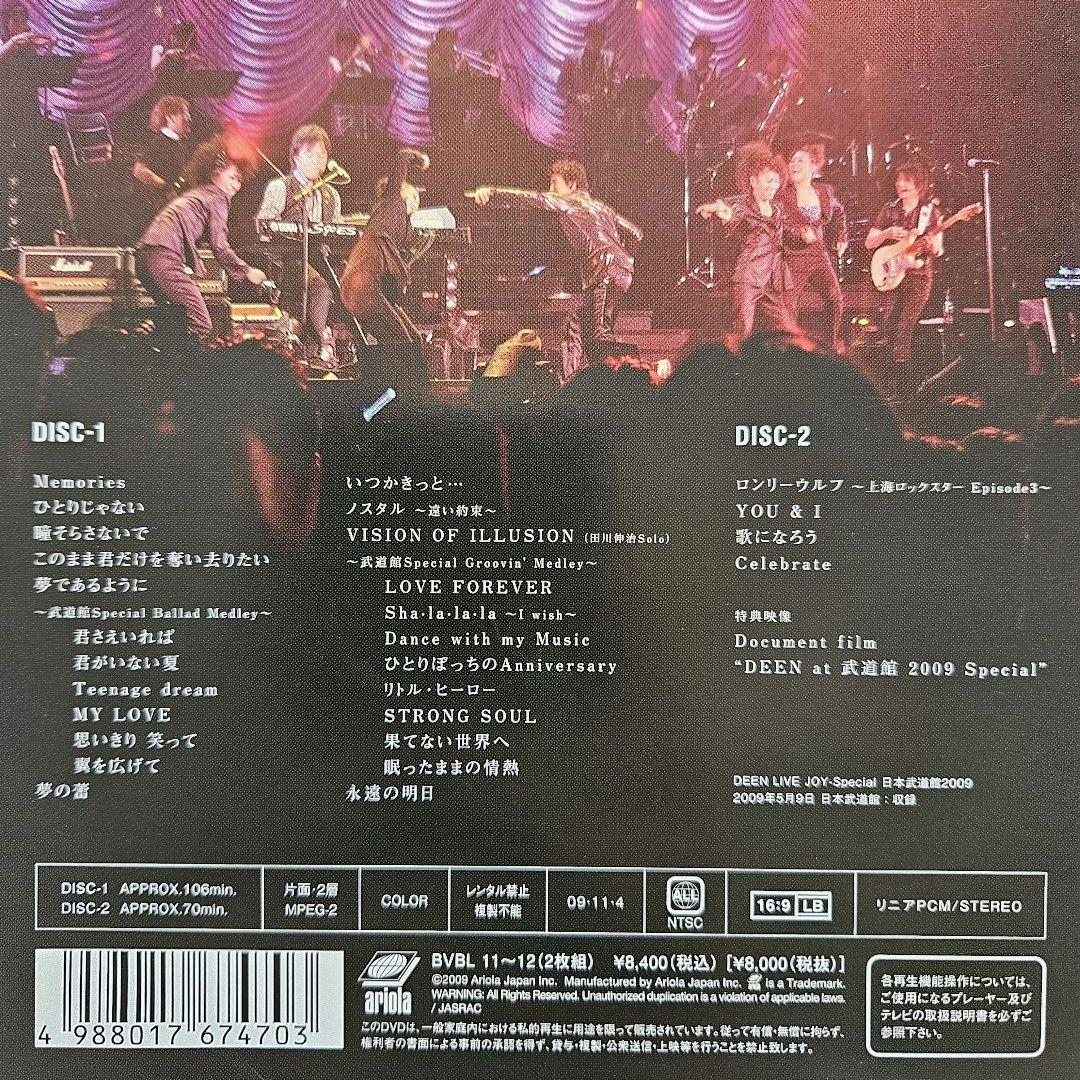 Marshall
DISC-1
Memories
ひとりじゃない
瞳そらさないで
このまま君だけを奪い去りたい
夢であるように
〜武道館Special Ballad Medley〜
君さえいれば
君がいない夏
Teenage dream
MY LOVE
思いきり 笑って
翼を広げて
夢の蕾
いつかきっと…
ノスタル 〜遠い約束〜
VISION OF ILLUSION (田川伸治Solo)
〜武道館Special Groovin' Medley〜
LOVE FOREVER
Sha・la・la・la 〜I wish〜
Dance with my Music
ひとりぼっちのAnniversary
リトル・ヒーロー
STRONG SOUL
果てない世界へ
眠ったままの情熱
永遠の明日
DISC-2
ロンリーウルフ 〜上海ロックスター Episode3〜
YOU & I
歌になろう
Celebrate
特典映像
Document film
“DEEN at 武道館 2009 Special”
DEEN LIVE JOY-Special 日本武道館2009
2009年5月9日 日本武道館：収録
DISC-1 APPROX.106min.
DISC-2 APPROX.70min.
片面・2層
MPEG-2
COLOR
レンタル禁止
複製不能
09・11・4
ALL
NTSC
16:9 LB
リニアPCM/STEREO
4 988017 674703
ariola
BVBL 11〜12(2枚組) ¥8,400(税込) [¥8,000(税抜)]
©2009 Ariola Japan Inc. Manufactured by Ariola Japan Inc. is a Trademark.
WARNING: All Rights Reserved. Unauthorized duplication is a violation of applicable laws.
/ JASRAC
このDVDは、一般家庭内における私的再生に用途を限って販売されています。従って有償・無償に拘らず、
権利者の書面による事前の承認を得ず、貸与・複製・公衆送信・上映等を行うことを禁止致します。
各再生機能操作については、
ご使用になるプレーヤー及び
テレビの取扱説明書を必ずご
参照下さい。